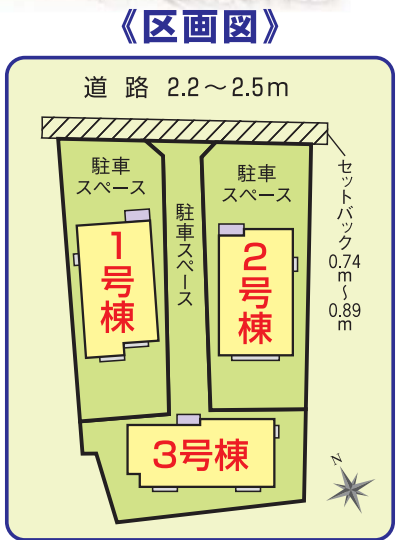 《区画図》
道 路 2.2～2.5m
駐車
スペース
駐車
スペース
駐車スペース
セットバック0.74m～0.89m
1号棟
2号棟
3号棟
N